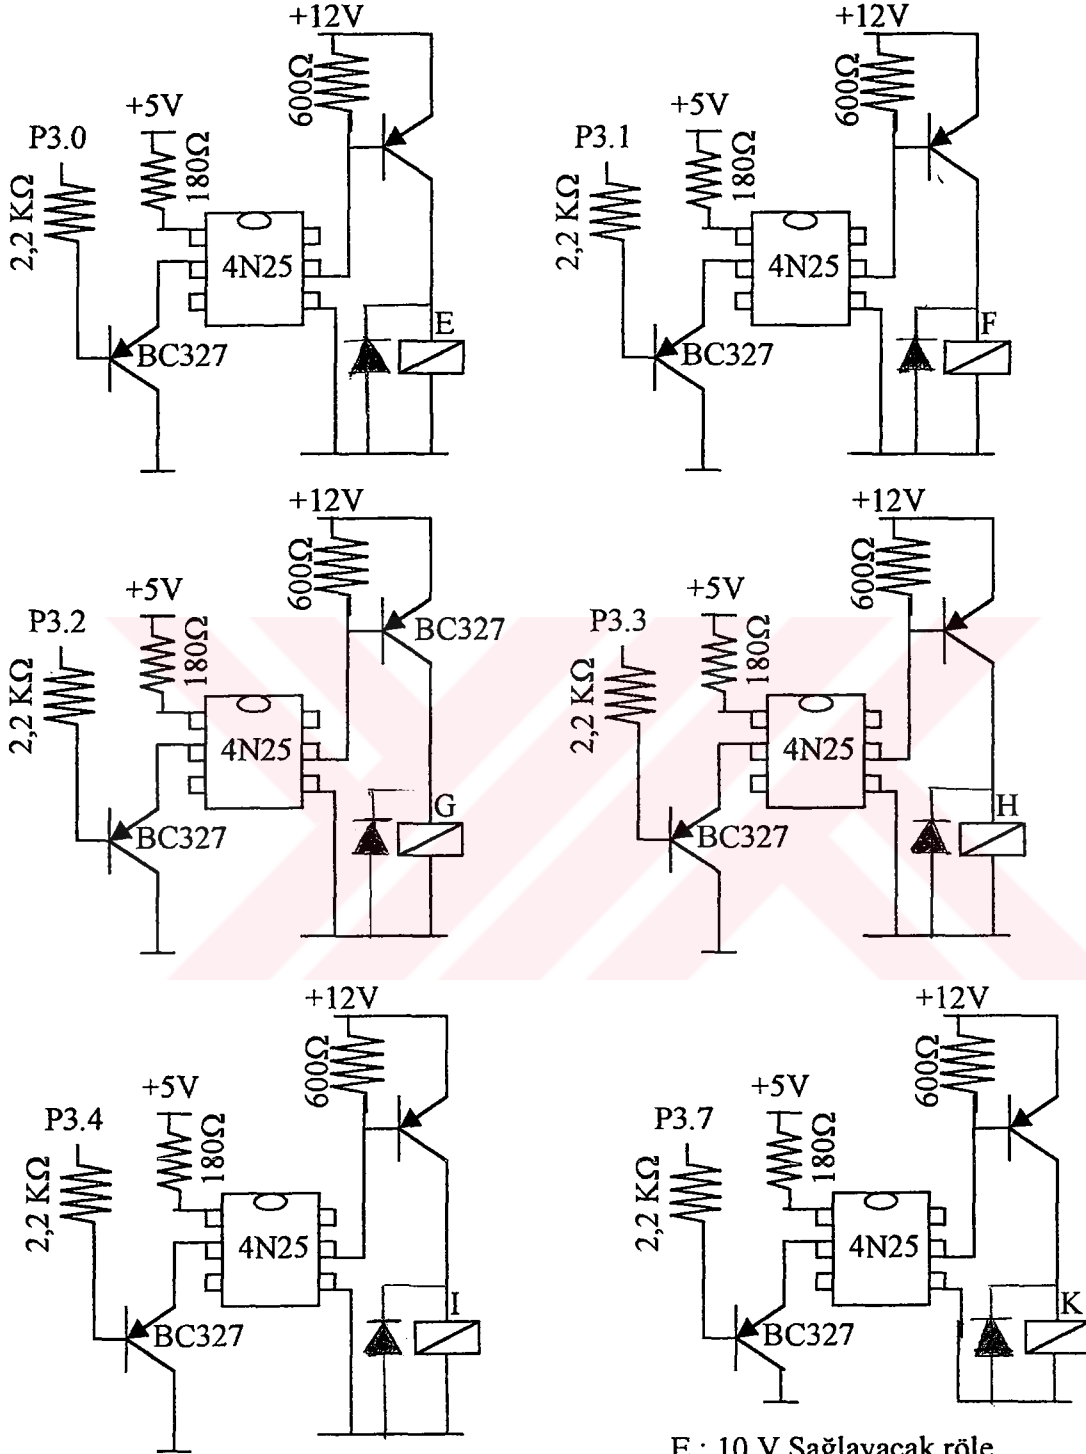 +12V
600Ω
+5V
180Ω
P3.0
2,2 KΩ
4N25
BC327
E
+12V
600Ω
+5V
180Ω
P3.1
2,2 KΩ
4N25
BC327
F
+12V
600Ω
+5V
180Ω
P3.2
2,2 KΩ
BC327
4N25
BC327
G
+12V
600Ω
+5V
180Ω
P3.3
2,2 KΩ
4N25
BC327
H
+12V
600Ω
+5V
180Ω
P3.4
2,2 KΩ
4N25
BC327
I
+12V
600Ω
+5V
180Ω
P3.7
2,2 KΩ
4N25
BC327
K
: 10 V Sağlayacak röle